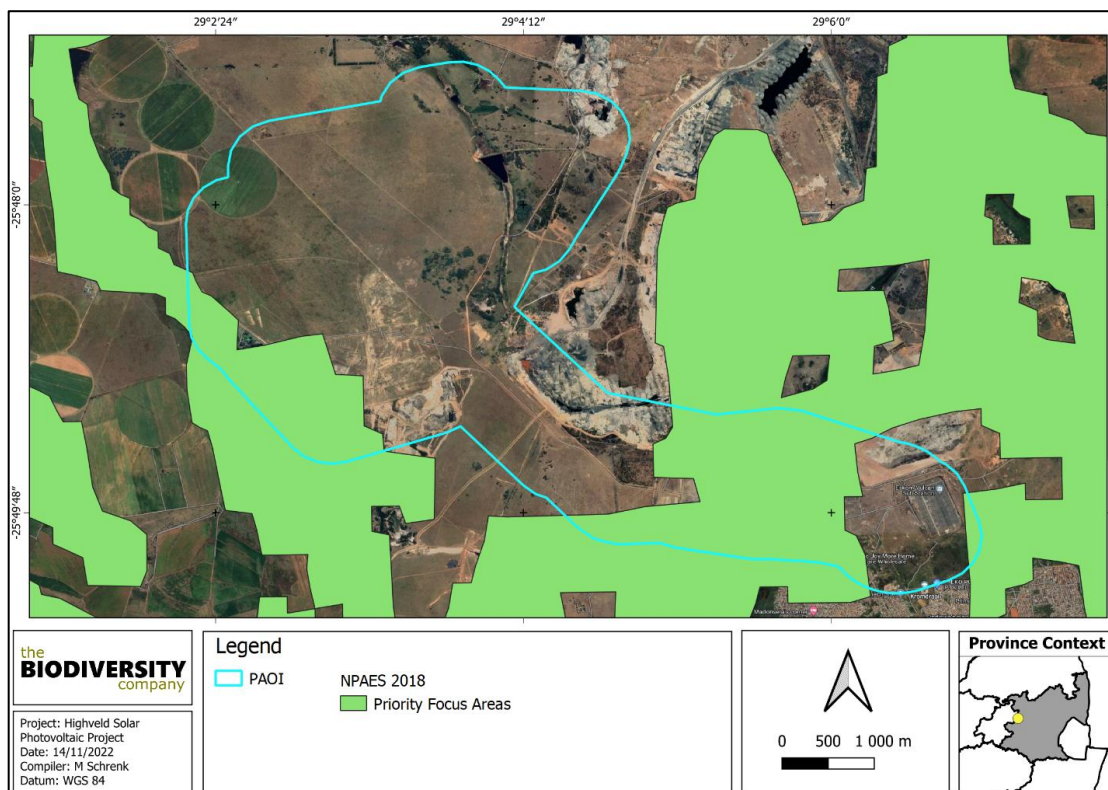 29°2'24"
29°4'12"
29°6'0"
-25°48'0"
-25°49'48"
Kromdraai
the
BIODIVERSITY
company
Project: Highveld Solar
Photovoltaic Project
Date: 14/11/2022
Compiler: M Schrenk
Datum: WGS 84
Legend
PAOI
NPAES 2018
Priority Focus Areas
0 500 1 000 m
Province Context